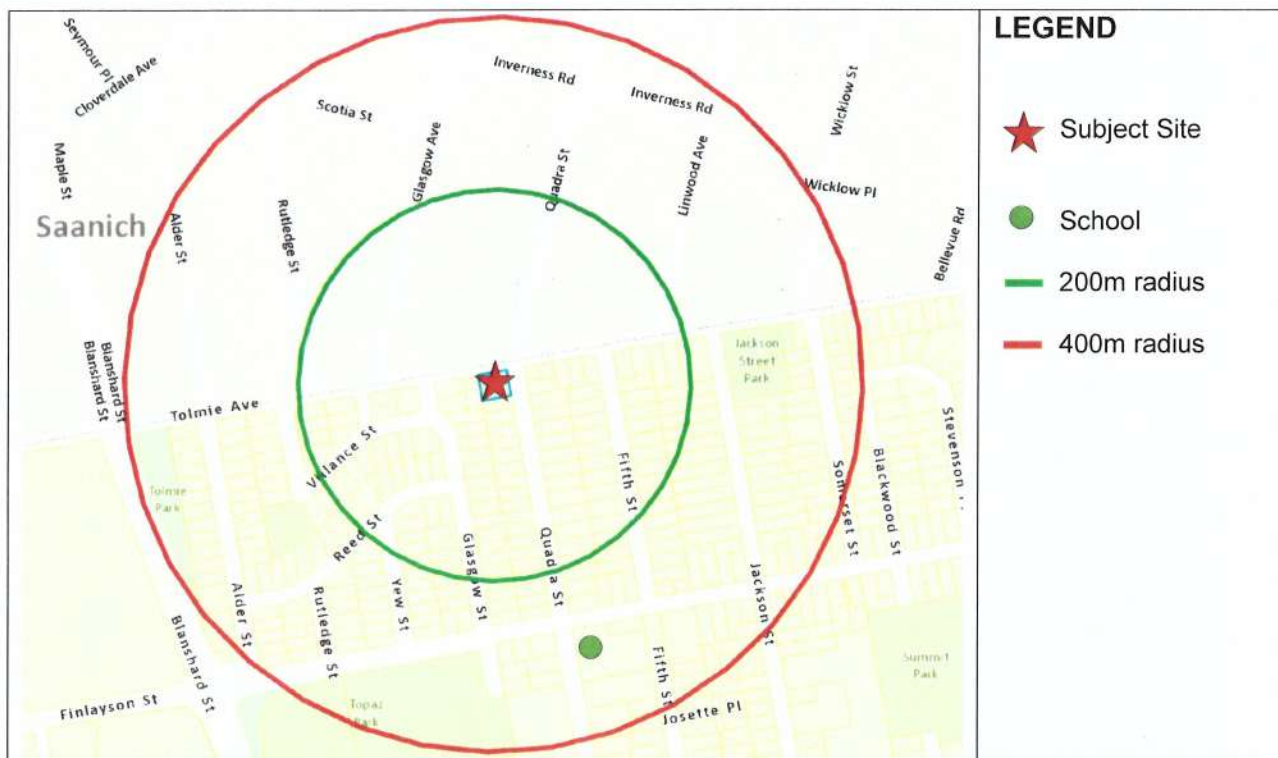 LEGEND
Subject Site
School
200m radius
400m radius
Seymour Pl
Cloverdale Ave
Inverness Rd
Inverness Rd
Wicklow St
Scotia St
Glasgow Ave
Quadra St
Linwood Ave
Maple St
Wicklow Pl
Saanich
Alder St
Rutledge St
Bellevue Rd
Jackson
Street
Park
Blanshard St
Blanshard St
Tolmie Ave
Vallance St
Fifth St
Somerset St
Blackwood St
Tolmie
Park
Reed St
Glasgow St
Quadra St
Alder St
Rutledge St
Yew St
Jackson St
Blanshard St
Fifth St
Summit
Park
Finlayson St
Topaz
Park
Josette Pl